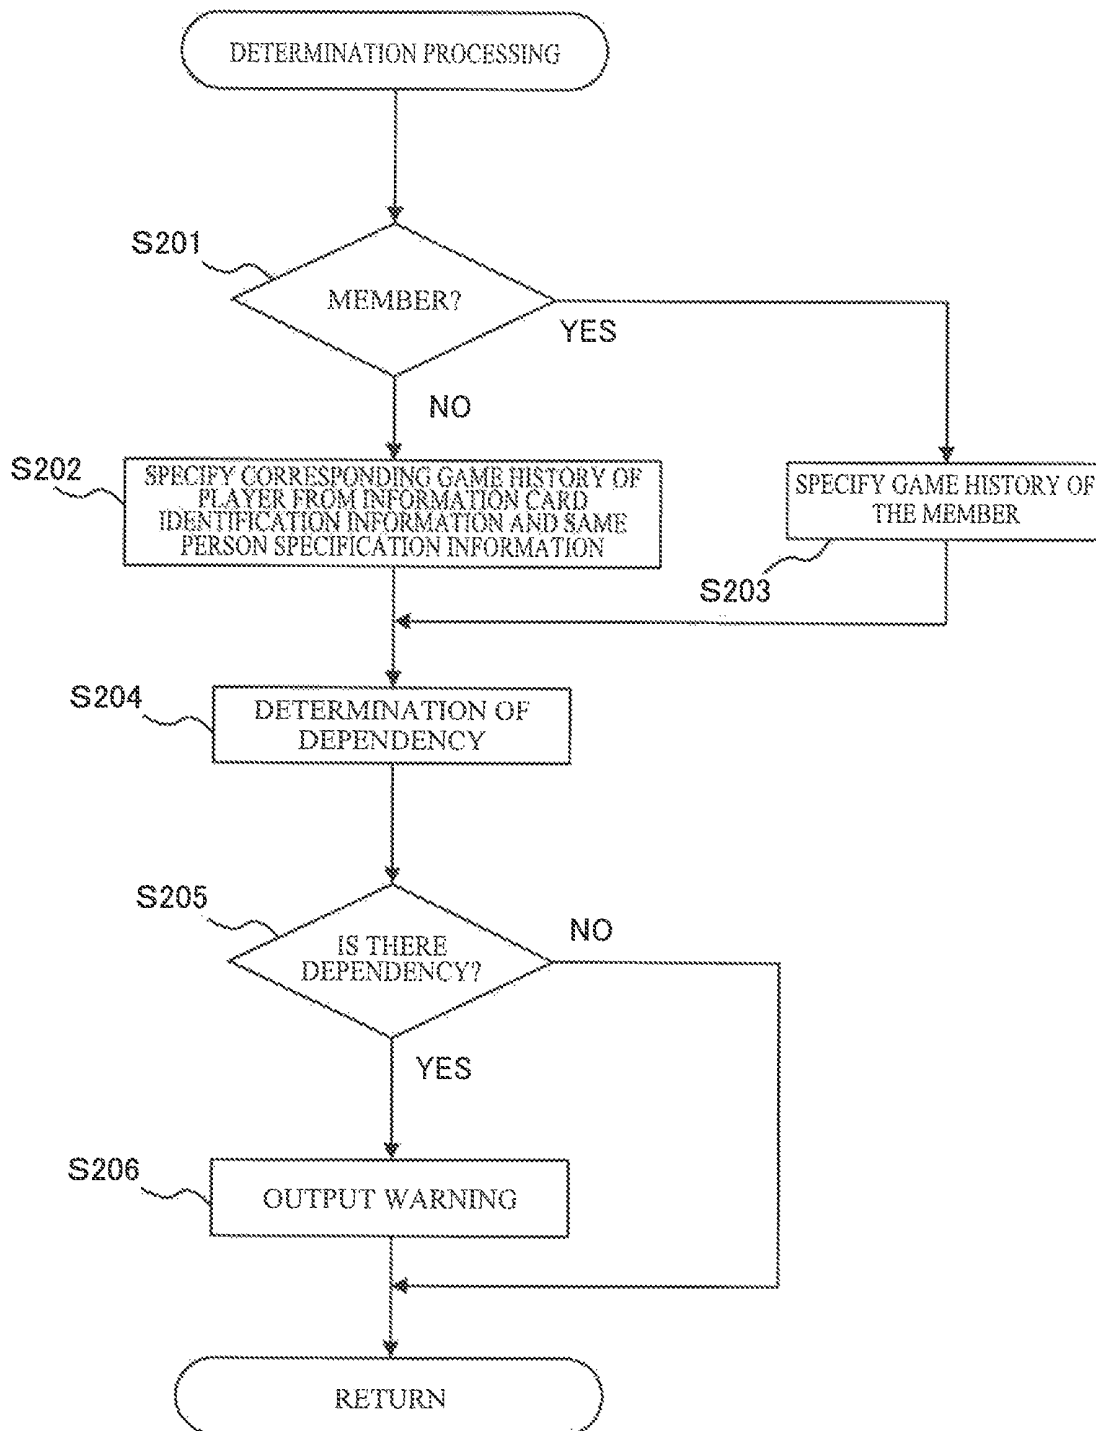 DETERMINATION PROCESSING
S201
MEMBER?
YES
NO
S202
SPECIFY CORRESPONDING GAME HISTORY OF
PLAYER FROM INFORMATION CARD
IDENTIFICATION INFORMATION AND SAME
PERSON SPECIFICATION INFORMATION
SPECIFY GAME HISTORY OF
THE MEMBER
S203
S204
DETERMINATION OF
DEPENDENCY
S205
IS THERE
DEPENDENCY?
NO
YES
S206
OUTPUT WARNING
RETURN